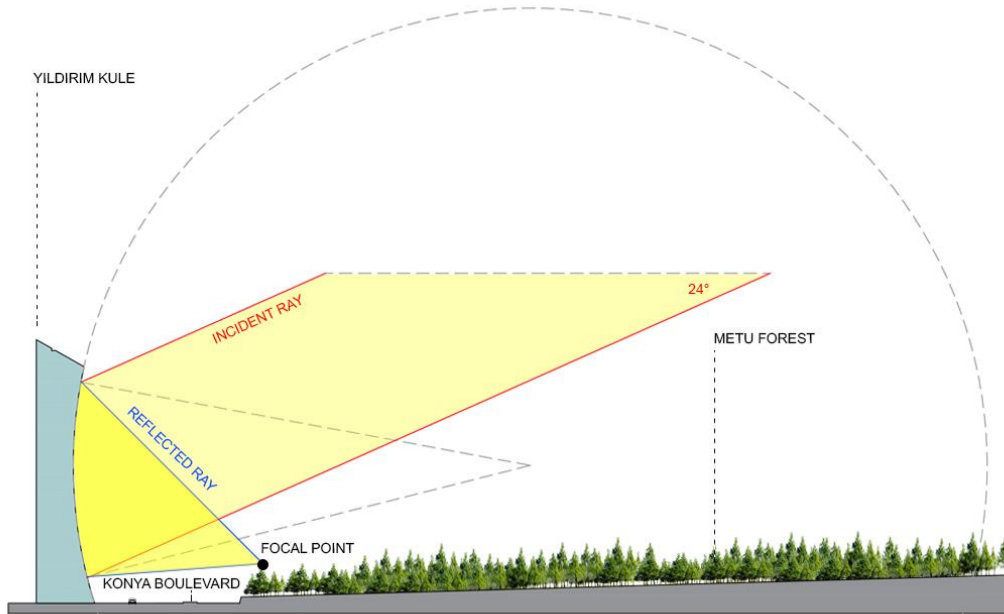 YILDIRIM KULE
INCIDENT RAY
24°
METU FOREST
REFLECTED RAY
FOCAL POINT
KONYA BOULEVARD